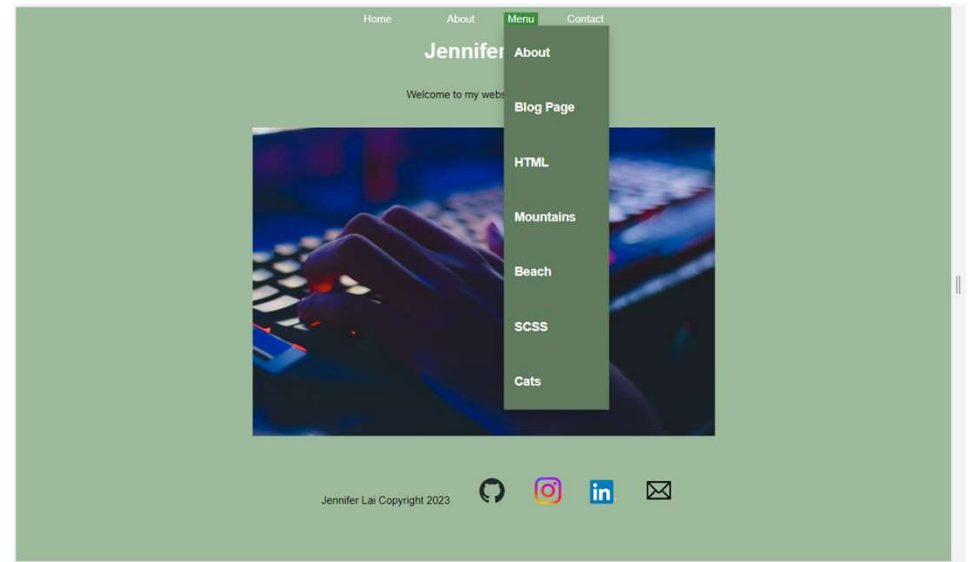 Home About Menu Contact
Jennifer
About
Welcome to my webs
Blog Page
HTML
Mountains
Beach
SCSS
Cats
Jennifer Lai Copyright 2023
in